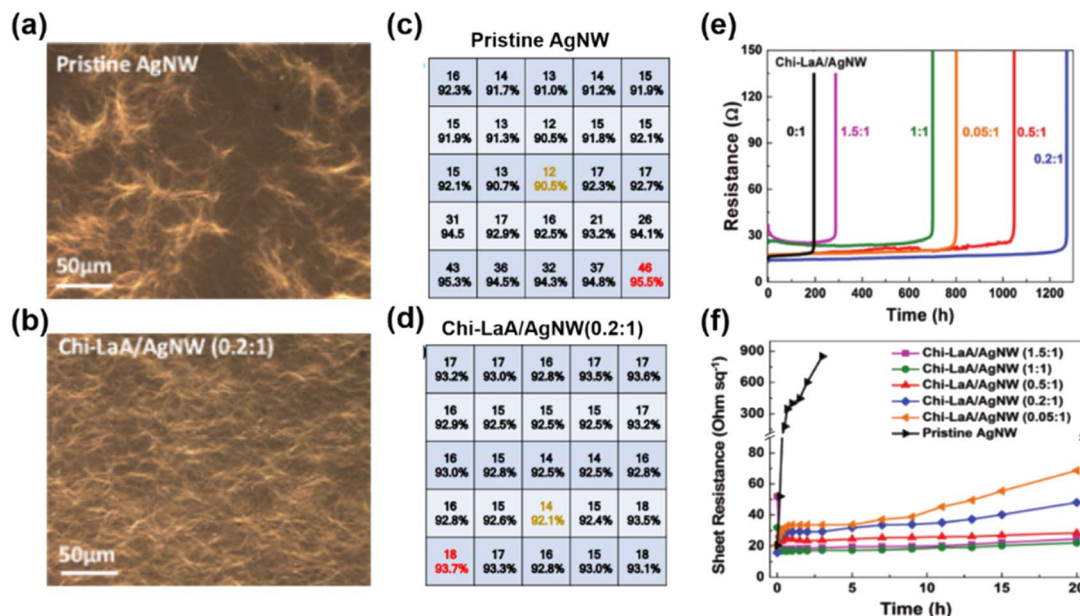 (a)
Pristine AgNW
50μm
(b)
Chi-LaA/AgNW (0.2:1)
50μm
(c)
Pristine AgNW
16 14 13 14 15
92.3% 91.7% 91.0% 91.2% 91.9%
15 13 12 15 15
91.9% 91.3% 90.5% 91.8% 92.1%
15 13 12 17 17
92.1% 90.7% 90.5% 92.3% 92.7%
31 17 16 21 26
94.5 92.9% 92.5% 93.2% 94.1%
43 36 32 37 46
95.3% 94.5% 94.3% 94.8% 95.5%
(d)
Chi-LaA/AgNW(0.2:1)
17 17 16 17 17
93.2% 93.0% 92.8% 93.5% 93.6%
16 15 15 15 17
92.9% 92.5% 92.5% 92.5% 93.2%
16 15 14 14 16
93.0% 92.8% 92.5% 92.5% 92.8%
16 15 14 15 18
92.8% 92.6% 92.1% 92.4% 93.5%
18 17 16 15 18
93.7% 93.3% 92.8% 93.0% 93.1%
(e)
Resistance (Ω)
150
120
90
60
30
0
Chi-LaA/AgNW
0:1 1.5:1 1:1 0.05:1 0.5:1
0.2:1
0 200 400 600 800 1000 1200
Time (h)
(f)
Sheet Resistance (Ohm sq⁻¹)
900
600
300
80
60
40
20
0
Chi-LaA/AgNW (1.5:1)
Chi-LaA/AgNW (1:1)
Chi-LaA/AgNW (0.5:1)
Chi-LaA/AgNW (0.2:1)
Chi-LaA/AgNW (0.05:1)
Pristine AgNW
0 5 10 15 20
Time (h)